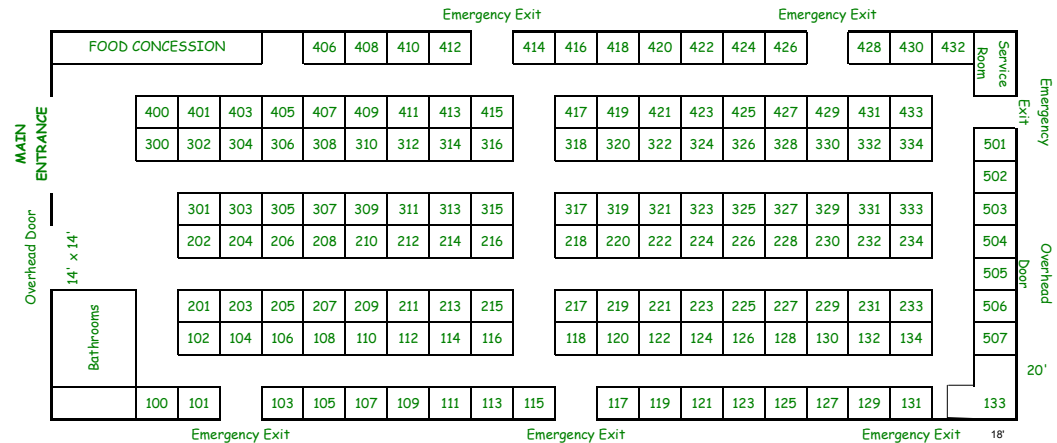 Emergency Exit Emergency Exit
FOOD CONCESSION 406 408 410 412 414 416 418 420 422 424 426 428 430 432 Service Room
MAIN ENTRANCE
Emergency Exit
400 401 403 405 407 409 411 413 415 417 419 421 423 425 427 429 431 433
300 302 304 306 308 310 312 314 316 318 320 322 324 326 328 330 332 334 501
502
301 303 305 307 309 311 313 315 317 319 321 323 325 327 329 331 333 503
Overhead Door
14' x 14'
202 204 206 208 210 212 214 216 218 220 222 224 226 228 230 232 234 504
505
Overhead Door
201 203 205 207 209 211 213 215 217 219 221 223 225 227 229 231 233 506
Bathrooms
102 104 106 108 110 112 114 116 118 120 122 124 126 128 130 132 134 507
20'
100 101 103 105 107 109 111 113 115 117 119 121 123 125 127 129 131 133
Emergency Exit Emergency Exit Emergency Exit 18'